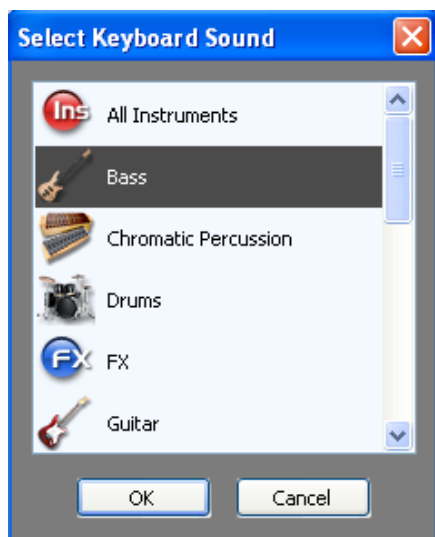 Select Keyboard Sound
Ins All Instruments
Bass
Chromatic Percussion
Drums
FX FX
Guitar
OK Cancel